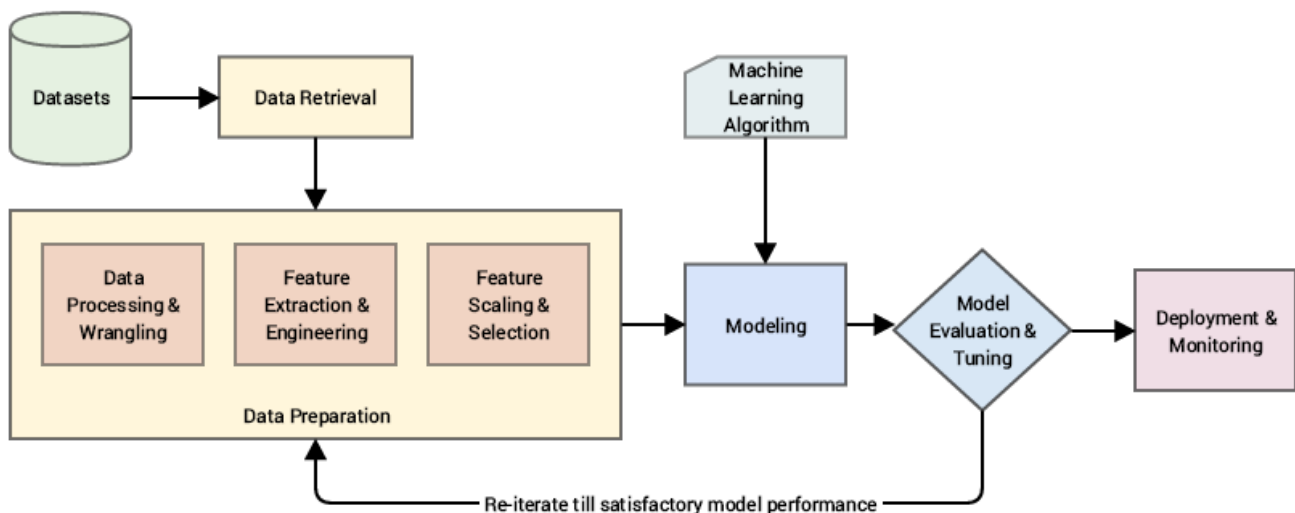 Datasets
Data Retrieval
Machine
Learning
Algorithm
Data
Processing &
Wrangling
Feature
Extraction &
Engineering
Feature
Scaling &
Selection
Data Preparation
Modeling
Model
Evaluation &
Tuning
Deployment &
Monitoring
Re-iterate till satisfactory model performance